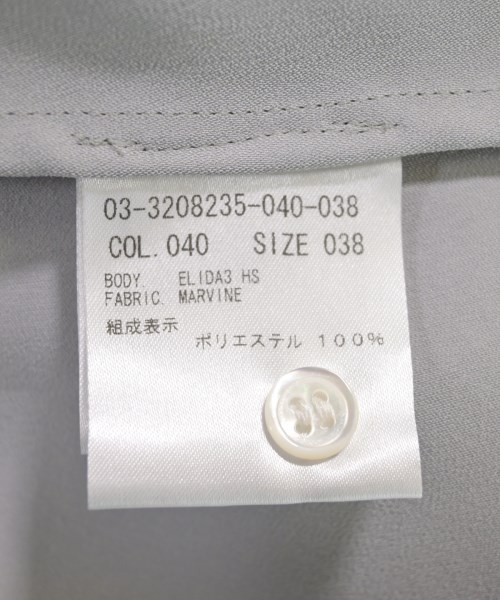 03-3208235-040-038
COL. 040 SIZE 038
BODY. ELIDA3 HS
FABRIC. MARVINE
組成表示
ポリエステル 100%